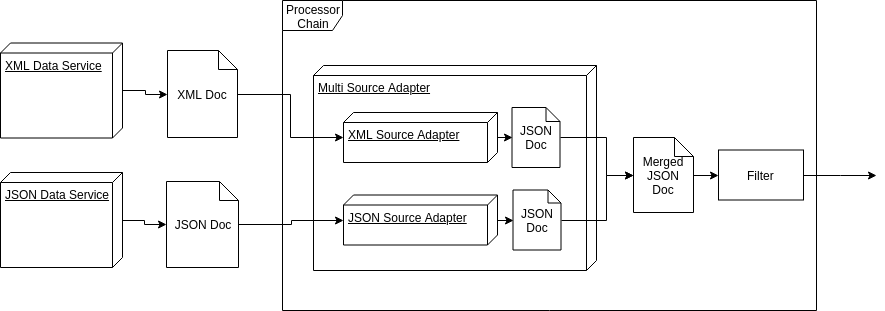 Processor
Chain
XML Data Service
XML Doc
Multi Source Adapter
XML Source Adapter
JSON
Doc
Merged
JSON
Doc
Filter
JSON Data Service
JSON Doc
JSON Source Adapter
JSON
Doc